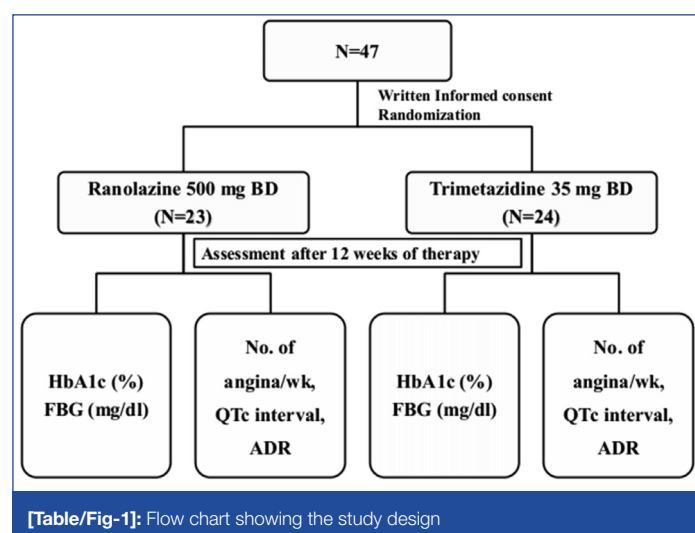 N=47
Written Informed consent
Randomization
Ranolazine 500 mg BD
(N=23)
Trimetazidine 35 mg BD
(N=24)
Assessment after 12 weeks of therapy
HbA1c (%)
FBG (mg/dl)
No. of
angina/wk,
QTc interval,
ADR
HbA1c (%)
FBG (mg/dl)
No. of
angina/wk,
QTc interval,
ADR
[Table/Fig-1]: Flow chart showing the study design